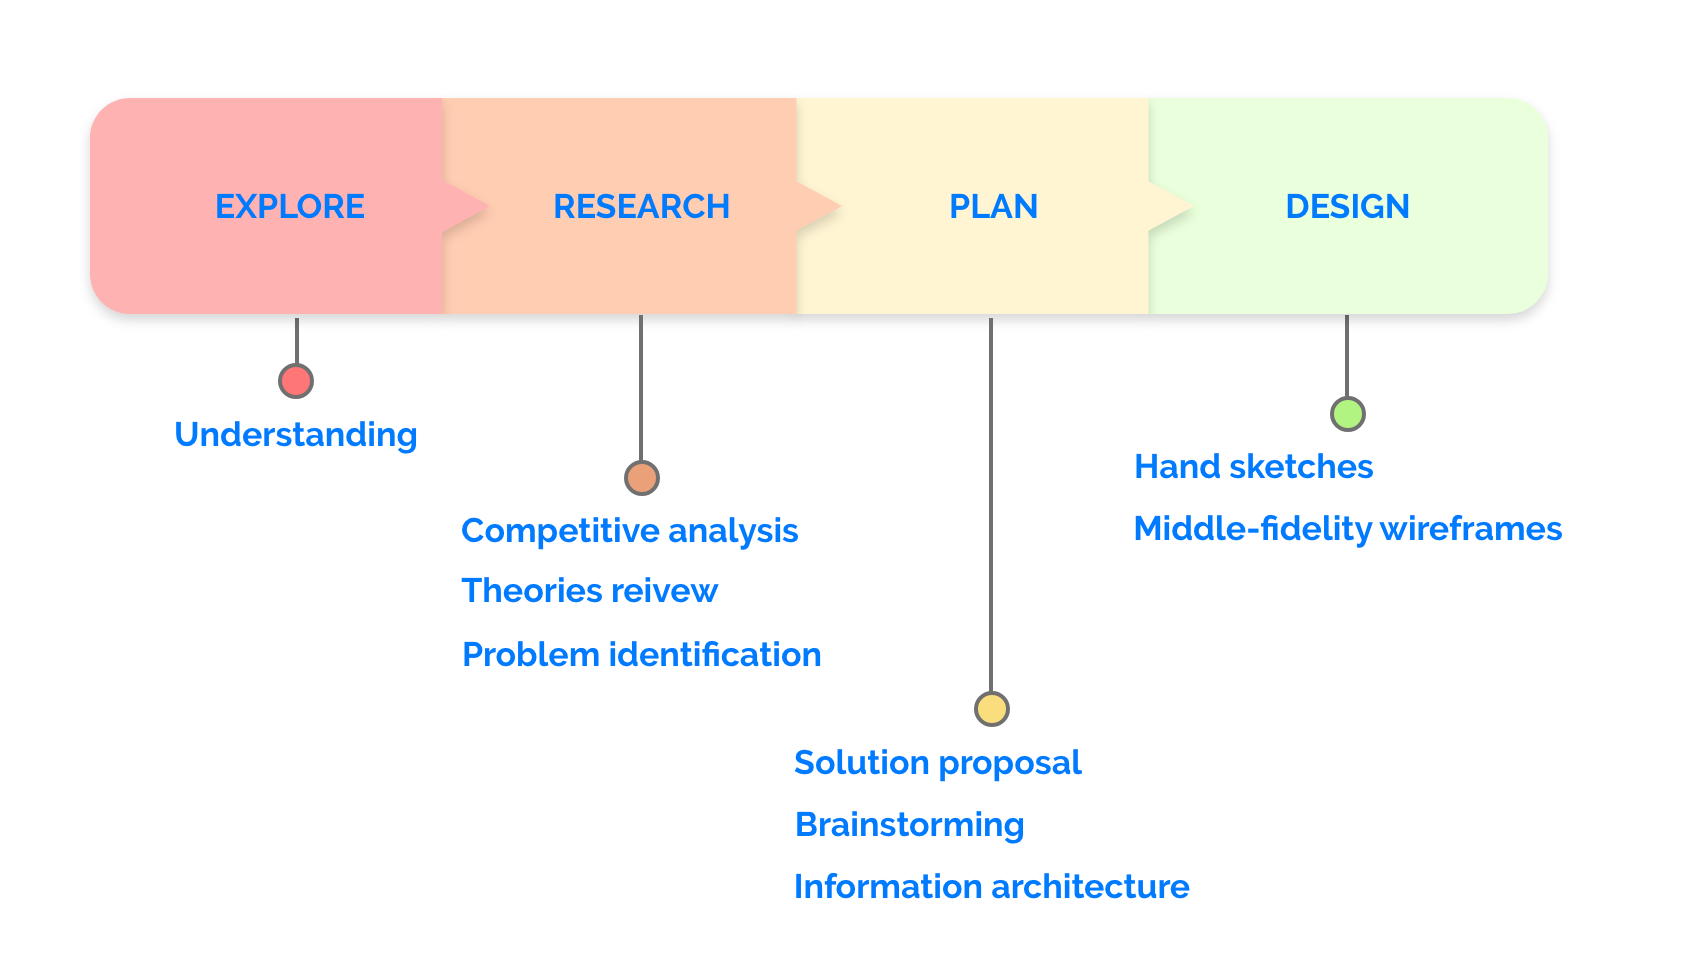 EXPLORE
RESEARCH
PLAN
DESIGN
Understanding
Competitive analysis
Theories reivew
Problem identification
Solution proposal
Brainstorming
Information architecture
Hand sketches
Middle-fidelity wireframes